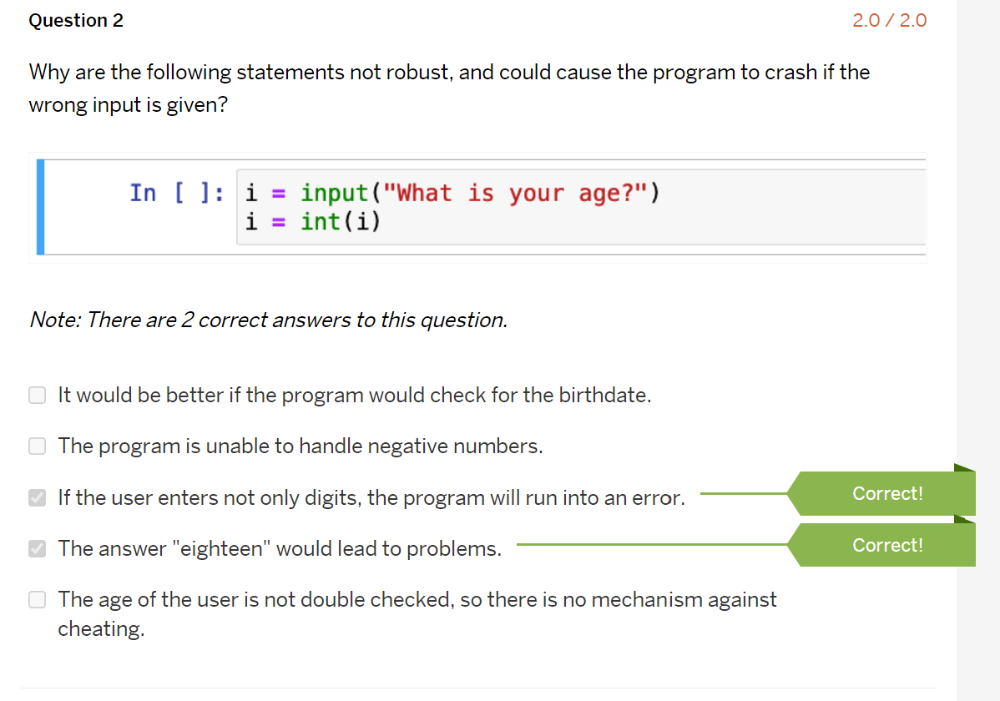 Question 2
2.0 / 2.0
Why are the following statements not robust, and could cause the program to crash if the
wrong input is given?
In [ ]: i = input("What is your age?")
i = int(i)
Note: There are 2 correct answers to this question.
It would be better if the program would check for the birthdate.
The program is unable to handle negative numbers.
If the user enters not only digits, the program will run into an error.
Correct!
The answer "eighteen" would lead to problems.
Correct!
The age of the user is not double checked, so there is no mechanism against
cheating.